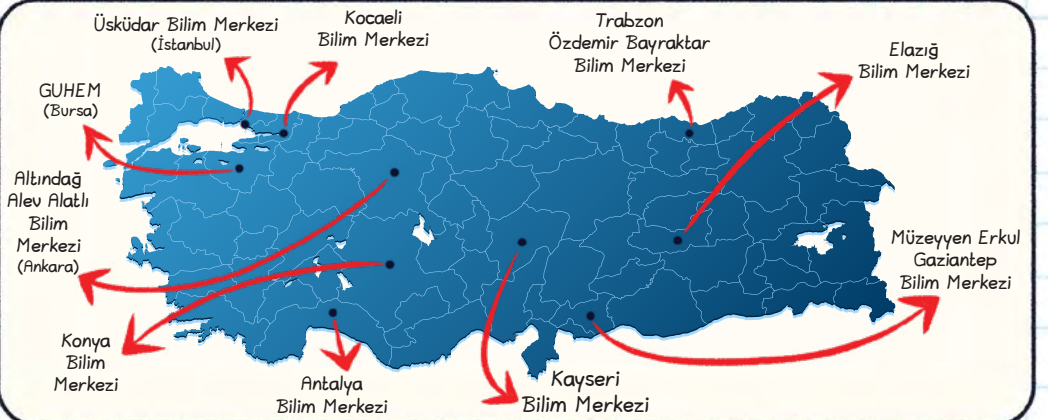 Üsküdar Bilim Merkezi
(İstanbul)
Kocaeli
Bilim Merkezi
Trabzon
Özdemir Bayraktar
Bilim Merkezi
Elazığ
Bilim Merkezi
GUHEM
(Bursa)
Altındağ
Alev Alatlı
Bilim
Merkezi
(Ankara)
Müzeyyen Erkul
Gaziantep
Bilim Merkezi
Konya
Bilim
Merkezi
Antalya
Bilim Merkezi
Kayseri
Bilim Merkezi